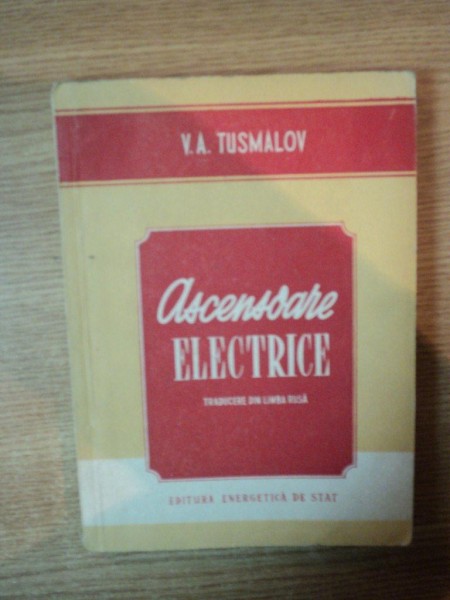 V. A. TUSMALOV
Ascensoare
ELECTRICE
TRADUCERE DIN LIMBA RUSĂ
EDITURA ENERGETICĂ DE STAT